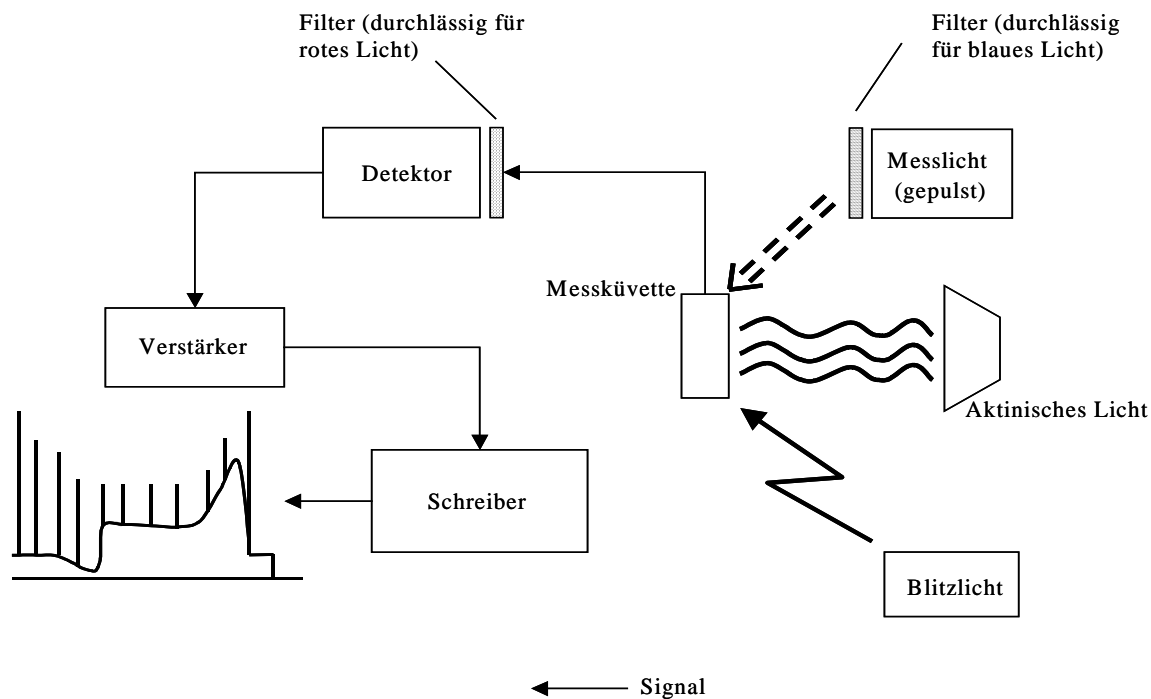 Filter (durchlässig für
rotes Licht)
Filter (durchlässig
für blaues Licht)
Detektor
Messlicht
(gepulst)
Messküvette
Verstärker
Aktinisches Licht
Schreiber
Blitzlicht
Signal